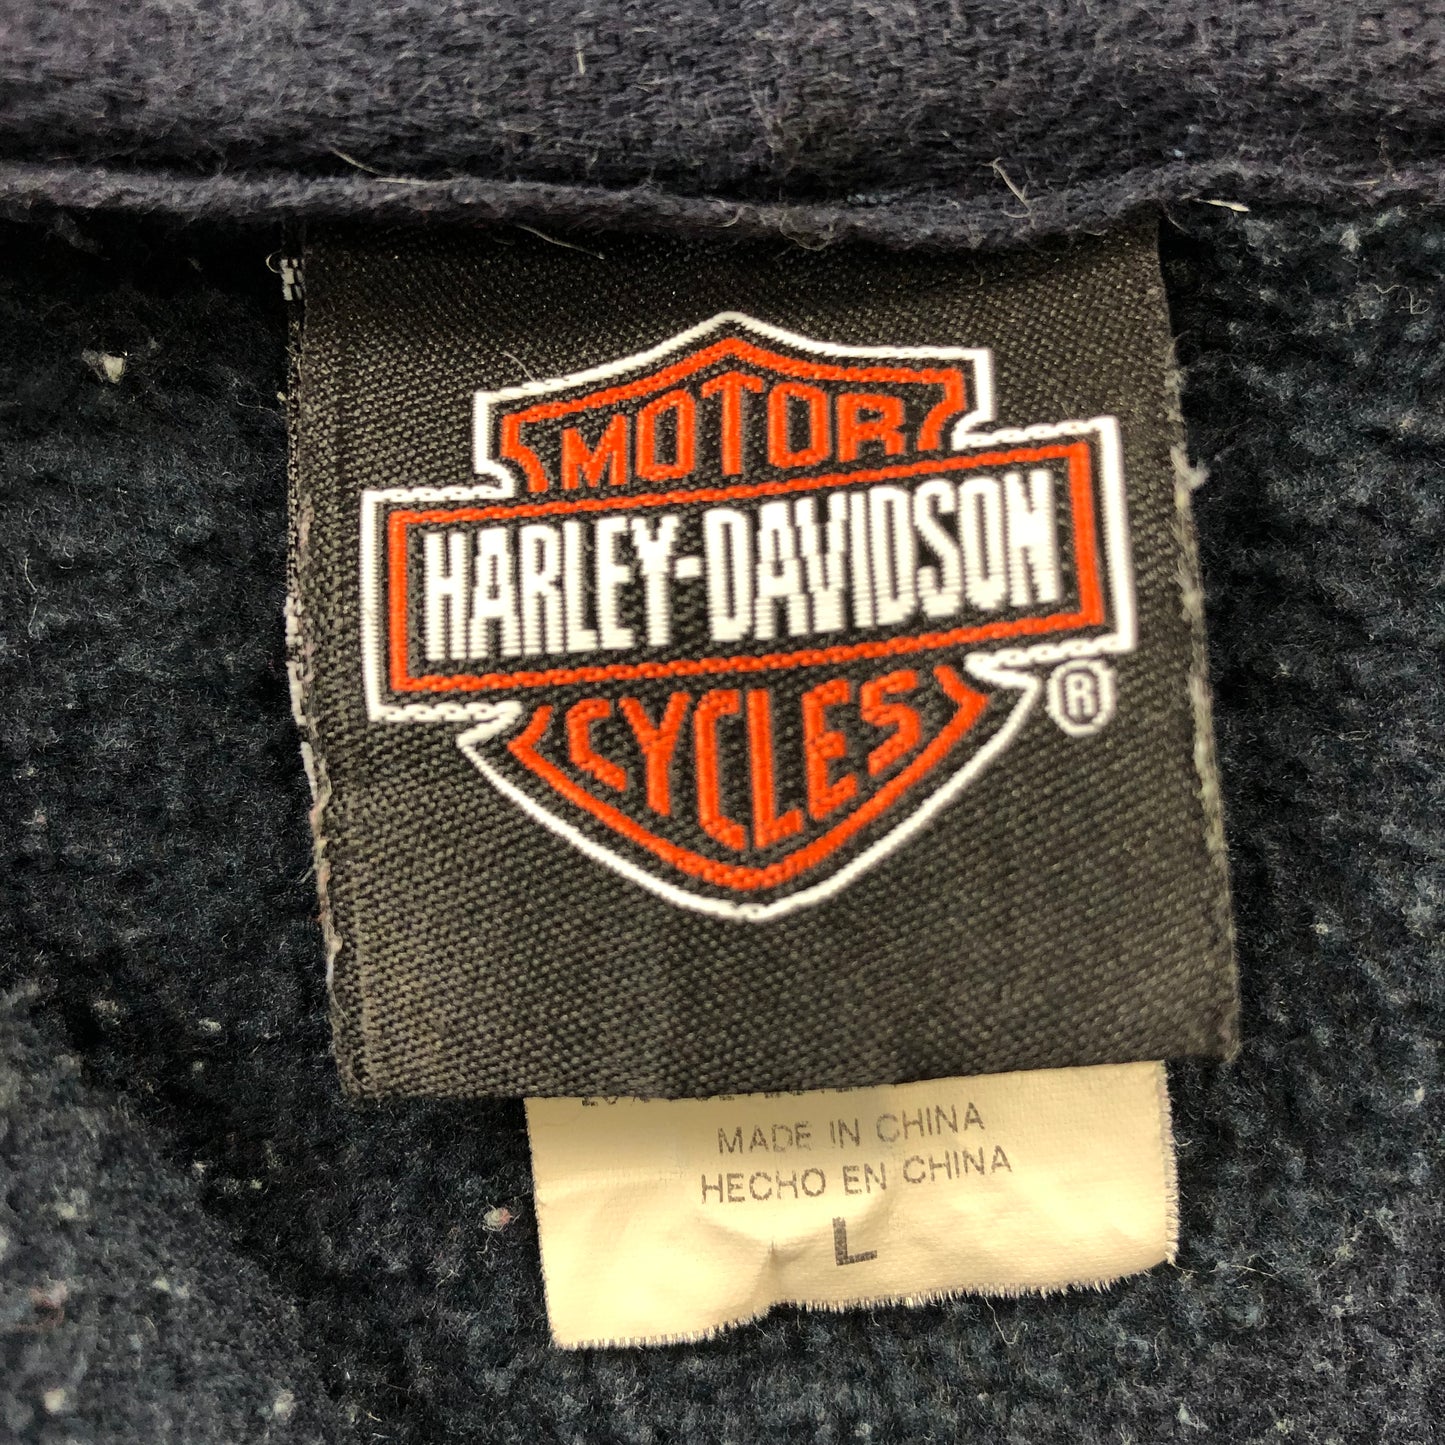 MOTOR
HARLEY-DAVIDSON
CYCLES
®
MADE IN CHINA
HECHO EN CHINA
L